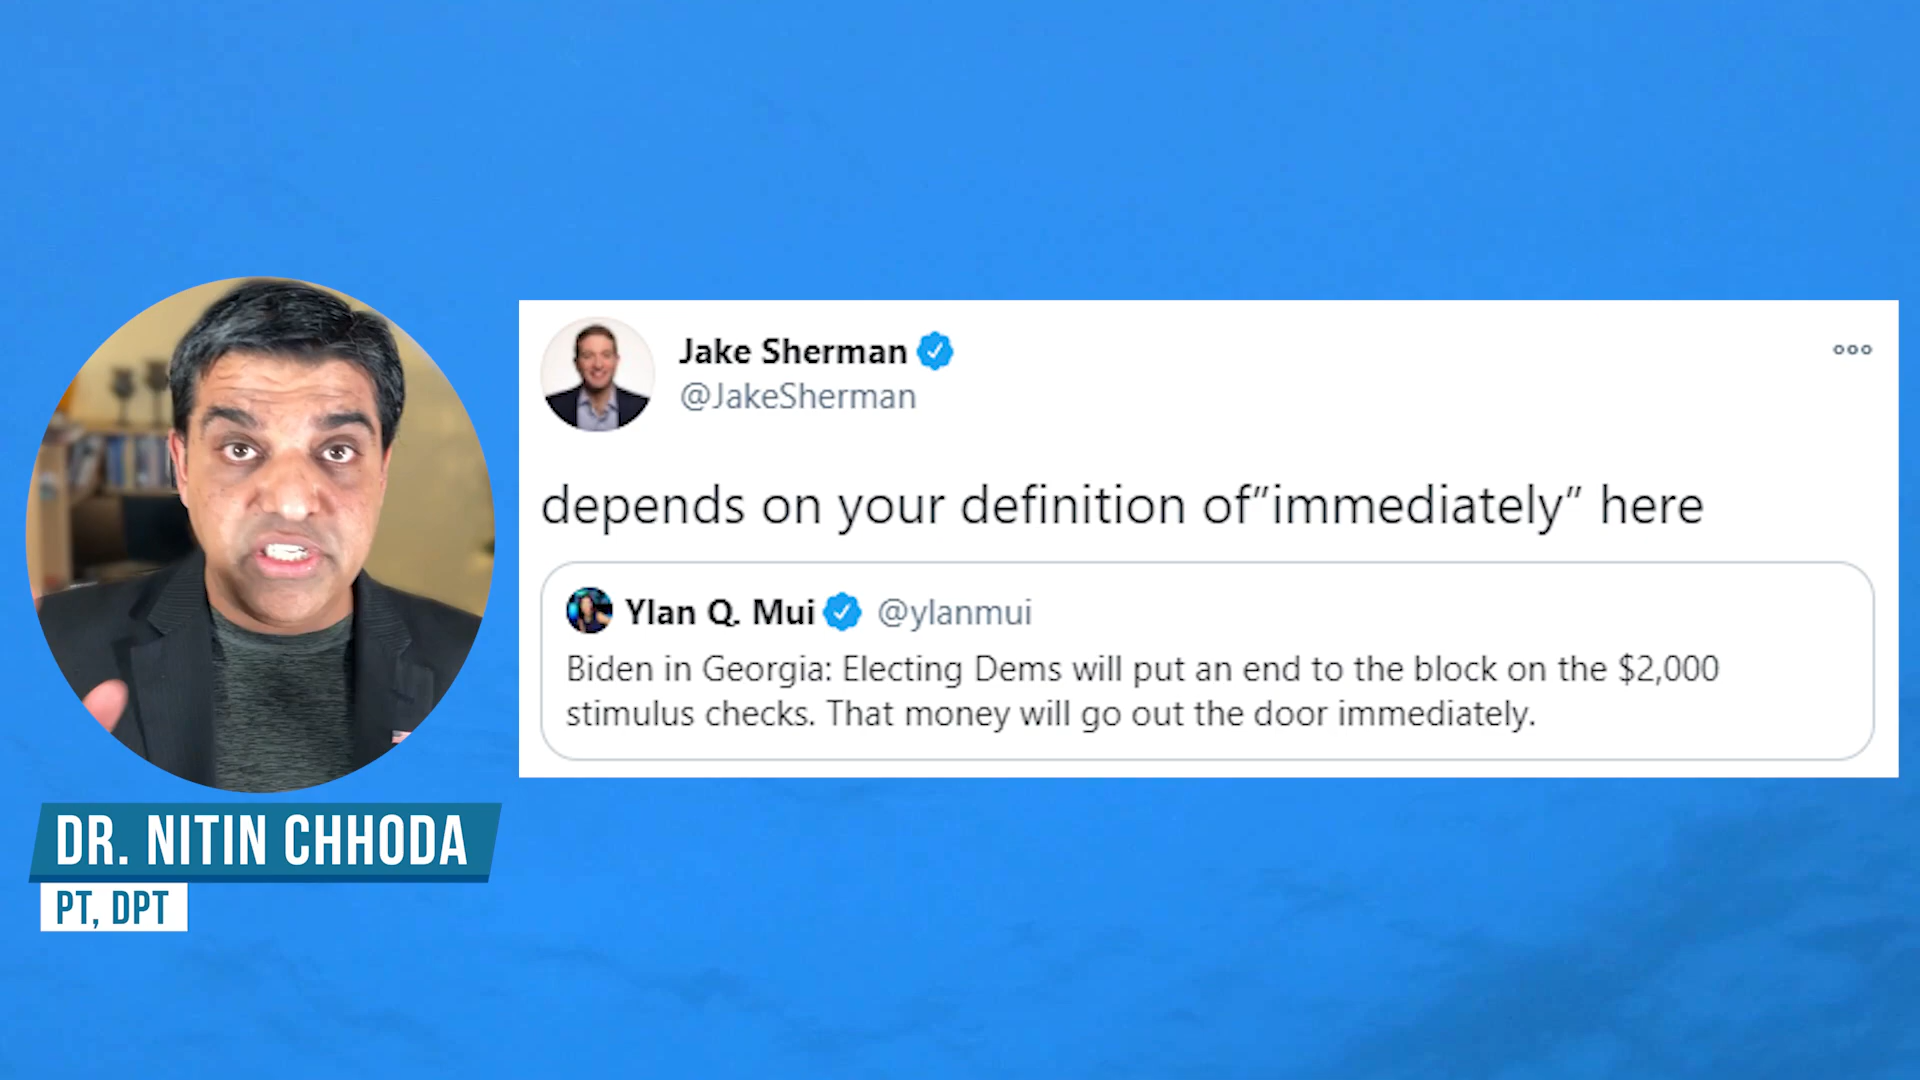 Jake Sherman
@JakeSherman
depends on your definition of"immediately" here
Ylan Q. Mui @ylanmui
Biden in Georgia: Electing Dems will put an end to the block on the $2,000
stimulus checks. That money will go out the door immediately.
DR. NITIN CHHODA
PT, DPT